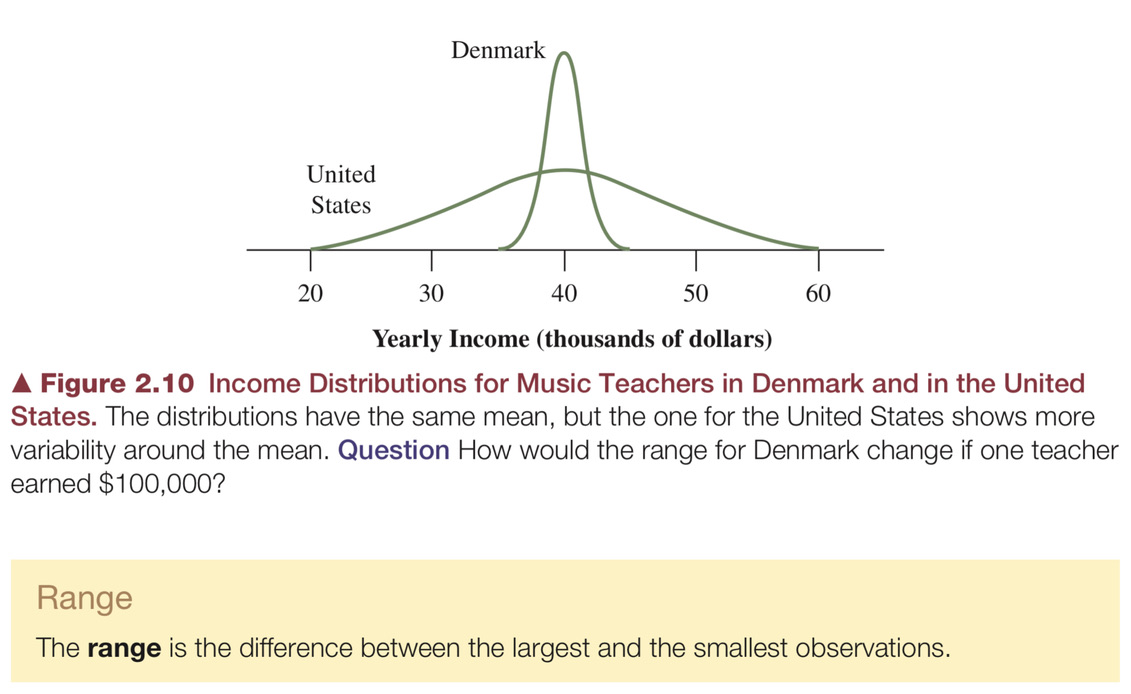 Denmark
United
States
20 30 40 50 60
Yearly Income (thousands of dollars)
▲ Figure 2.10 Income Distributions for Music Teachers in Denmark and in the United
States. The distributions have the same mean, but the one for the United States shows more
variability around the mean. Question How would the range for Denmark change if one teacher
earned $100,000?
Range
The range is the difference between the largest and the smallest observations.